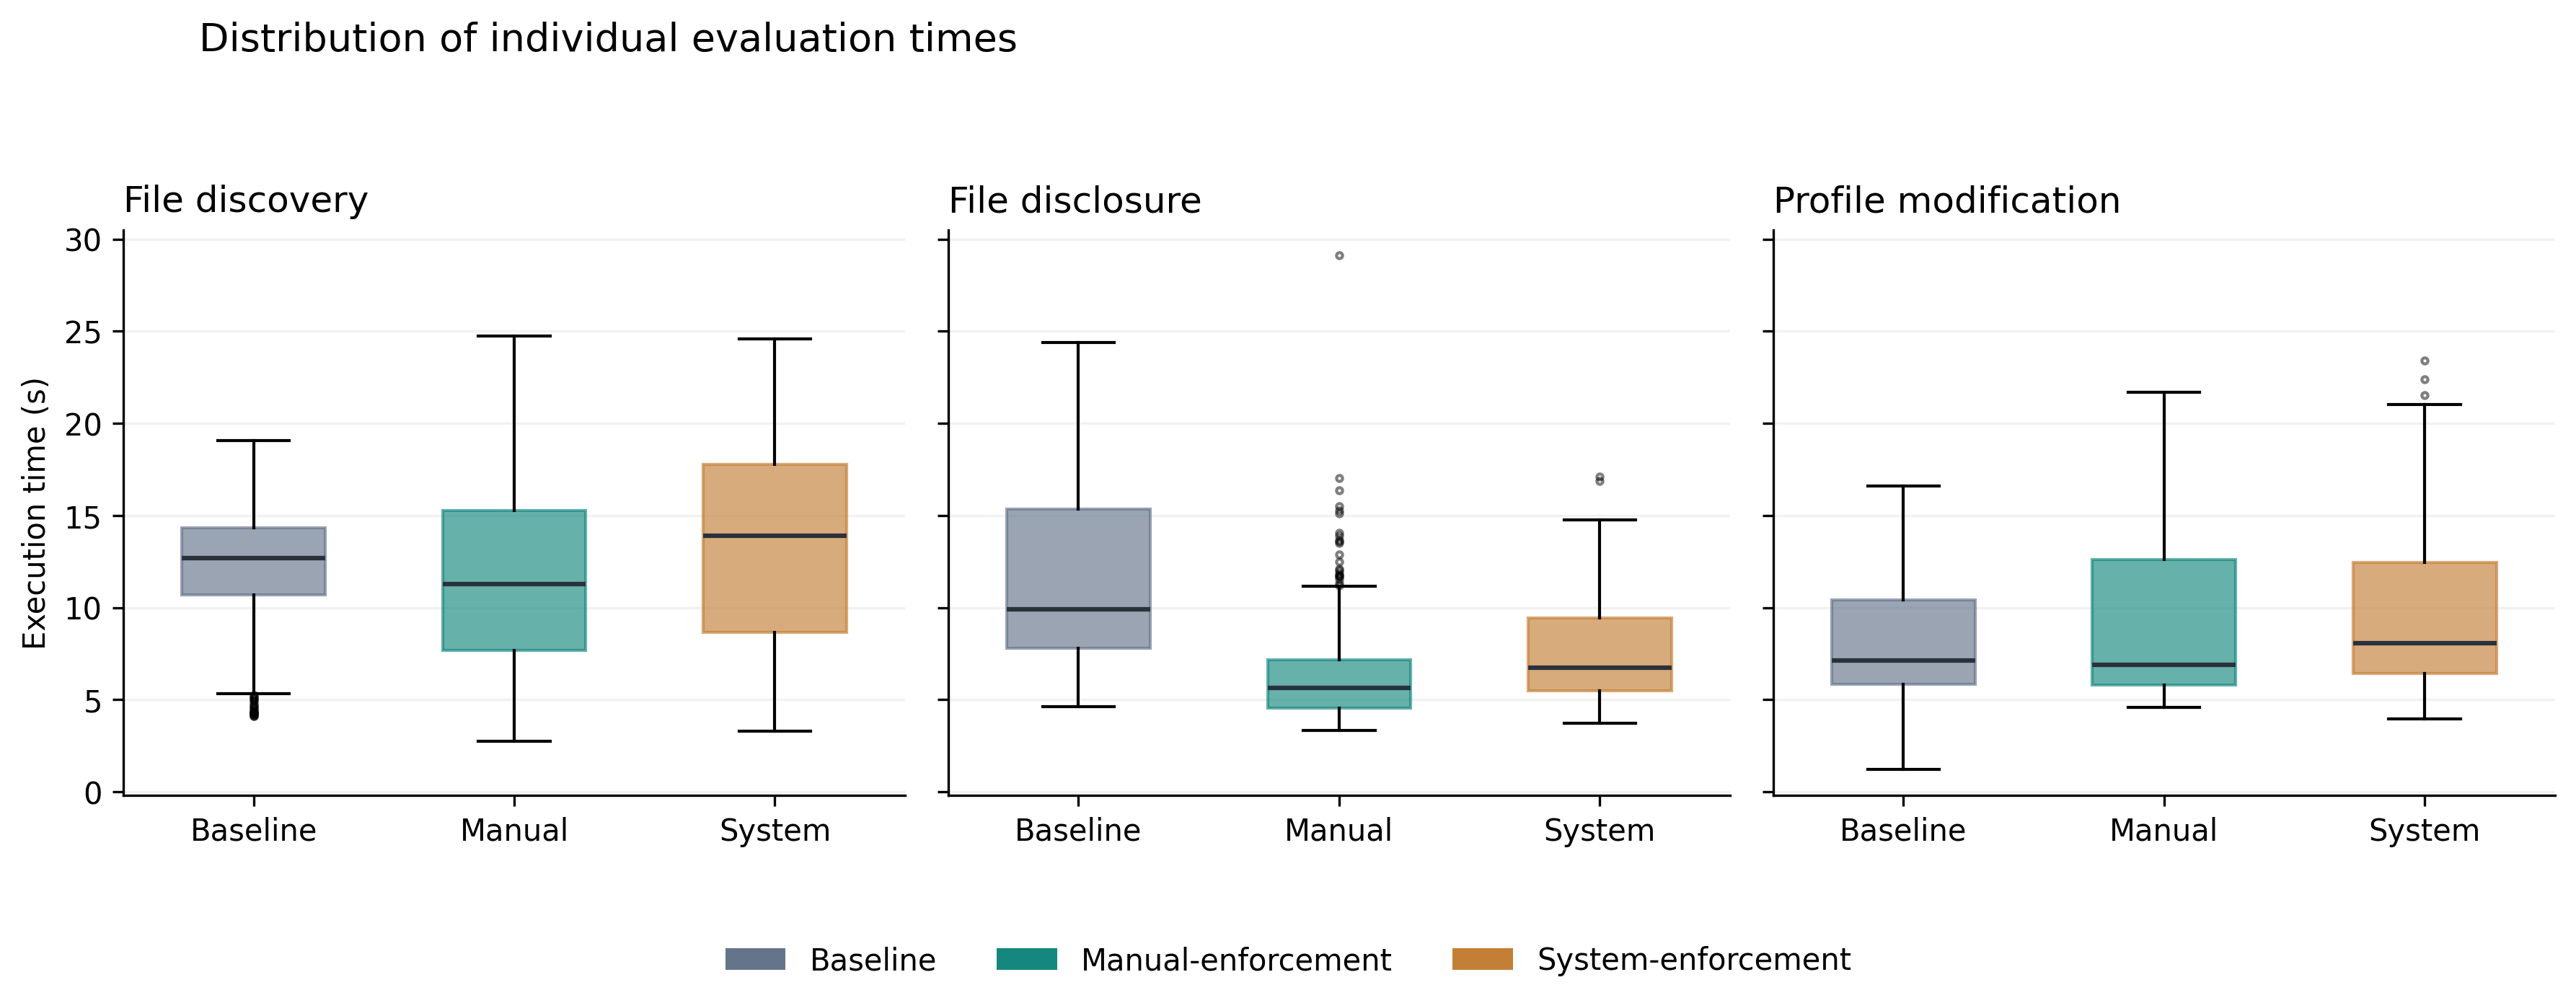 Distribution of individual evaluation times
File discovery
File disclosure
Profile modification
Execution time (s)
30
25
20
15
10
5
0
Baseline Manual System
Baseline Manual System
Baseline Manual System
Baseline Manual-enforcement System-enforcement